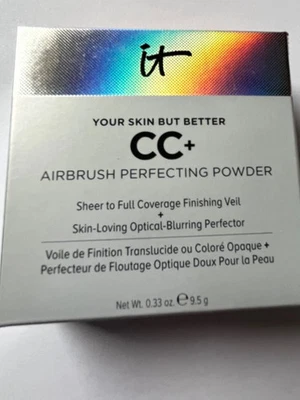 it
YOUR SKIN BUT BETTER
CC+
AIRBRUSH PERFECTING POWDER
Sheer to Full Coverage Finishing Veil
+
Skin-Loving Optical-Blurring Perfector
Voile de Finition Translucide ou Coloré Opaque +
Perfecteur de Floutage Optique Doux Pour la Peau
Net Wt. 0.33 oz. ℮ 9.5 g